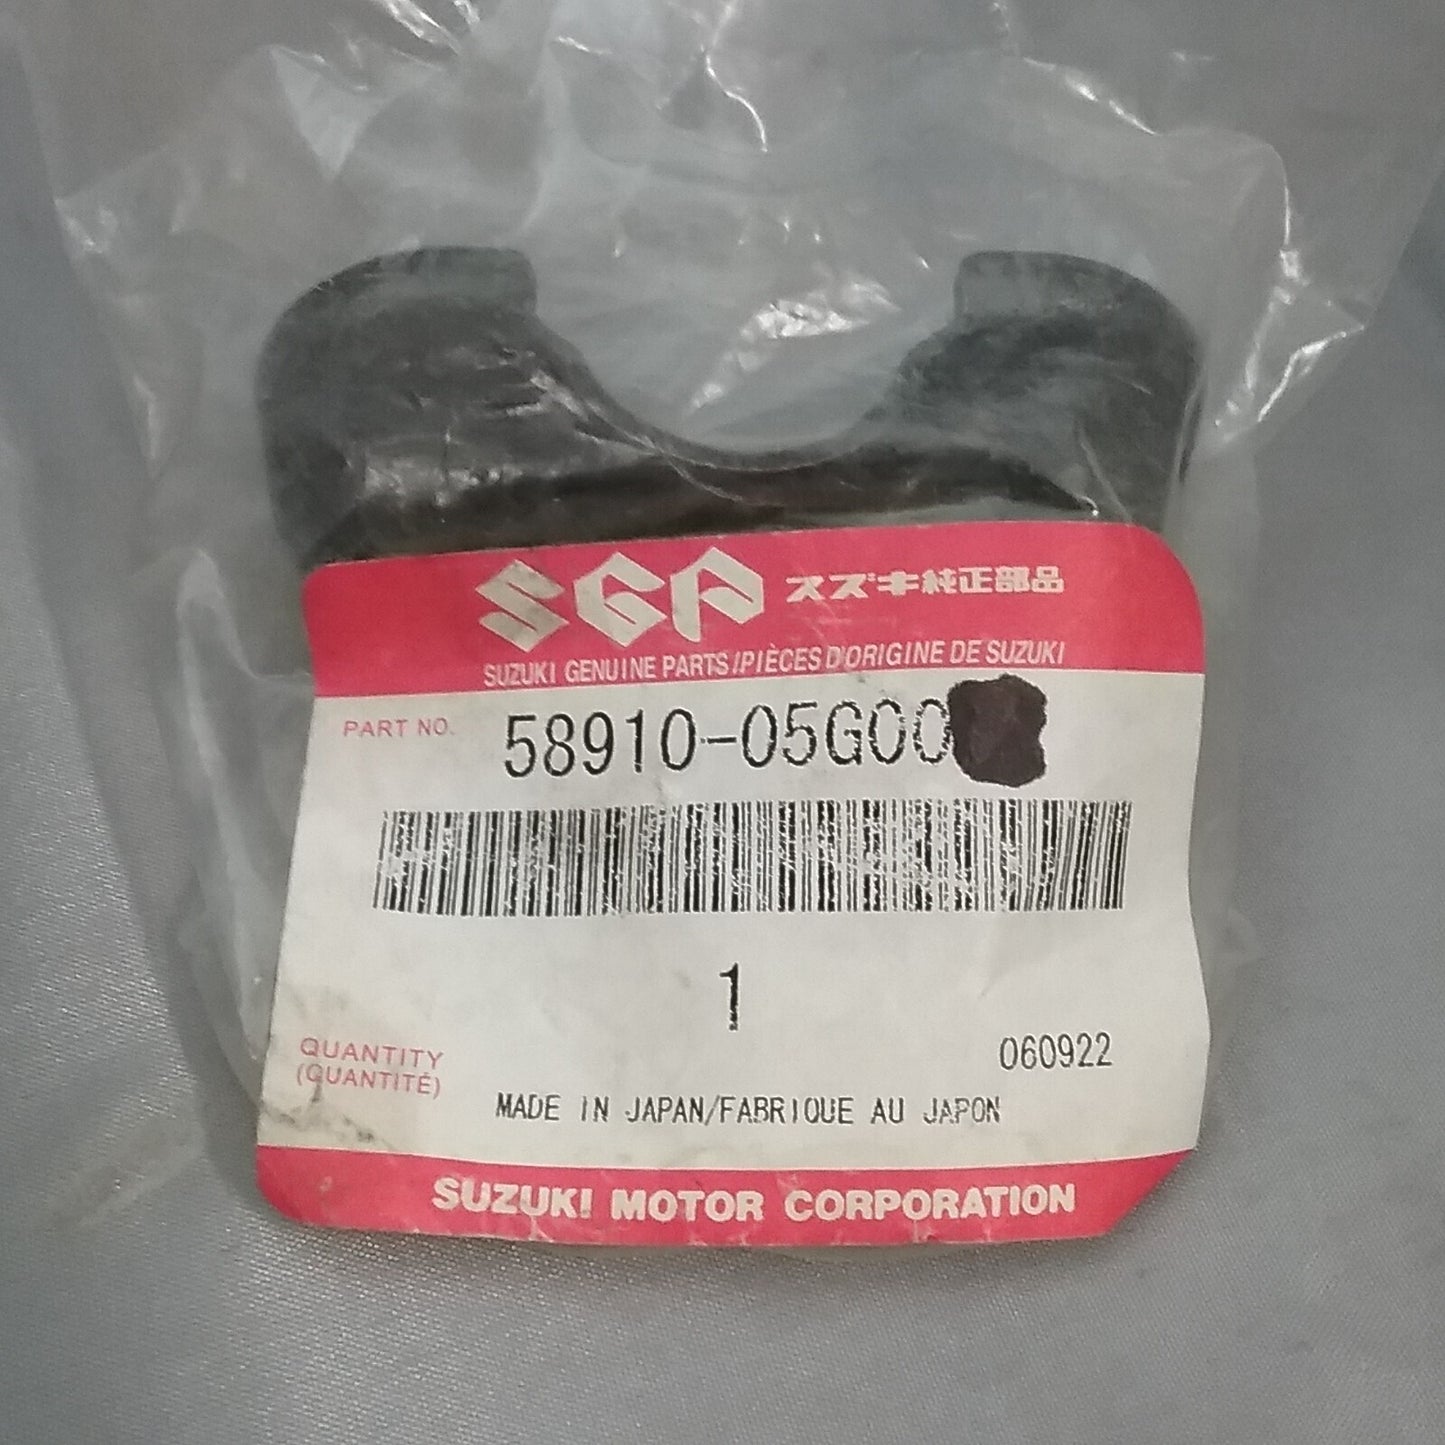 SGP スズキ純正部品
SUZUKI GENUINE PARTS/PIÈCES D'ORIGINE DE SUZUKI
PART NO. 58910-05G00
1
QUANTITY
(QUANTITÉ)
060922
MADE IN JAPAN/FABRIQUE AU JAPON
SUZUKI MOTOR CORPORATION